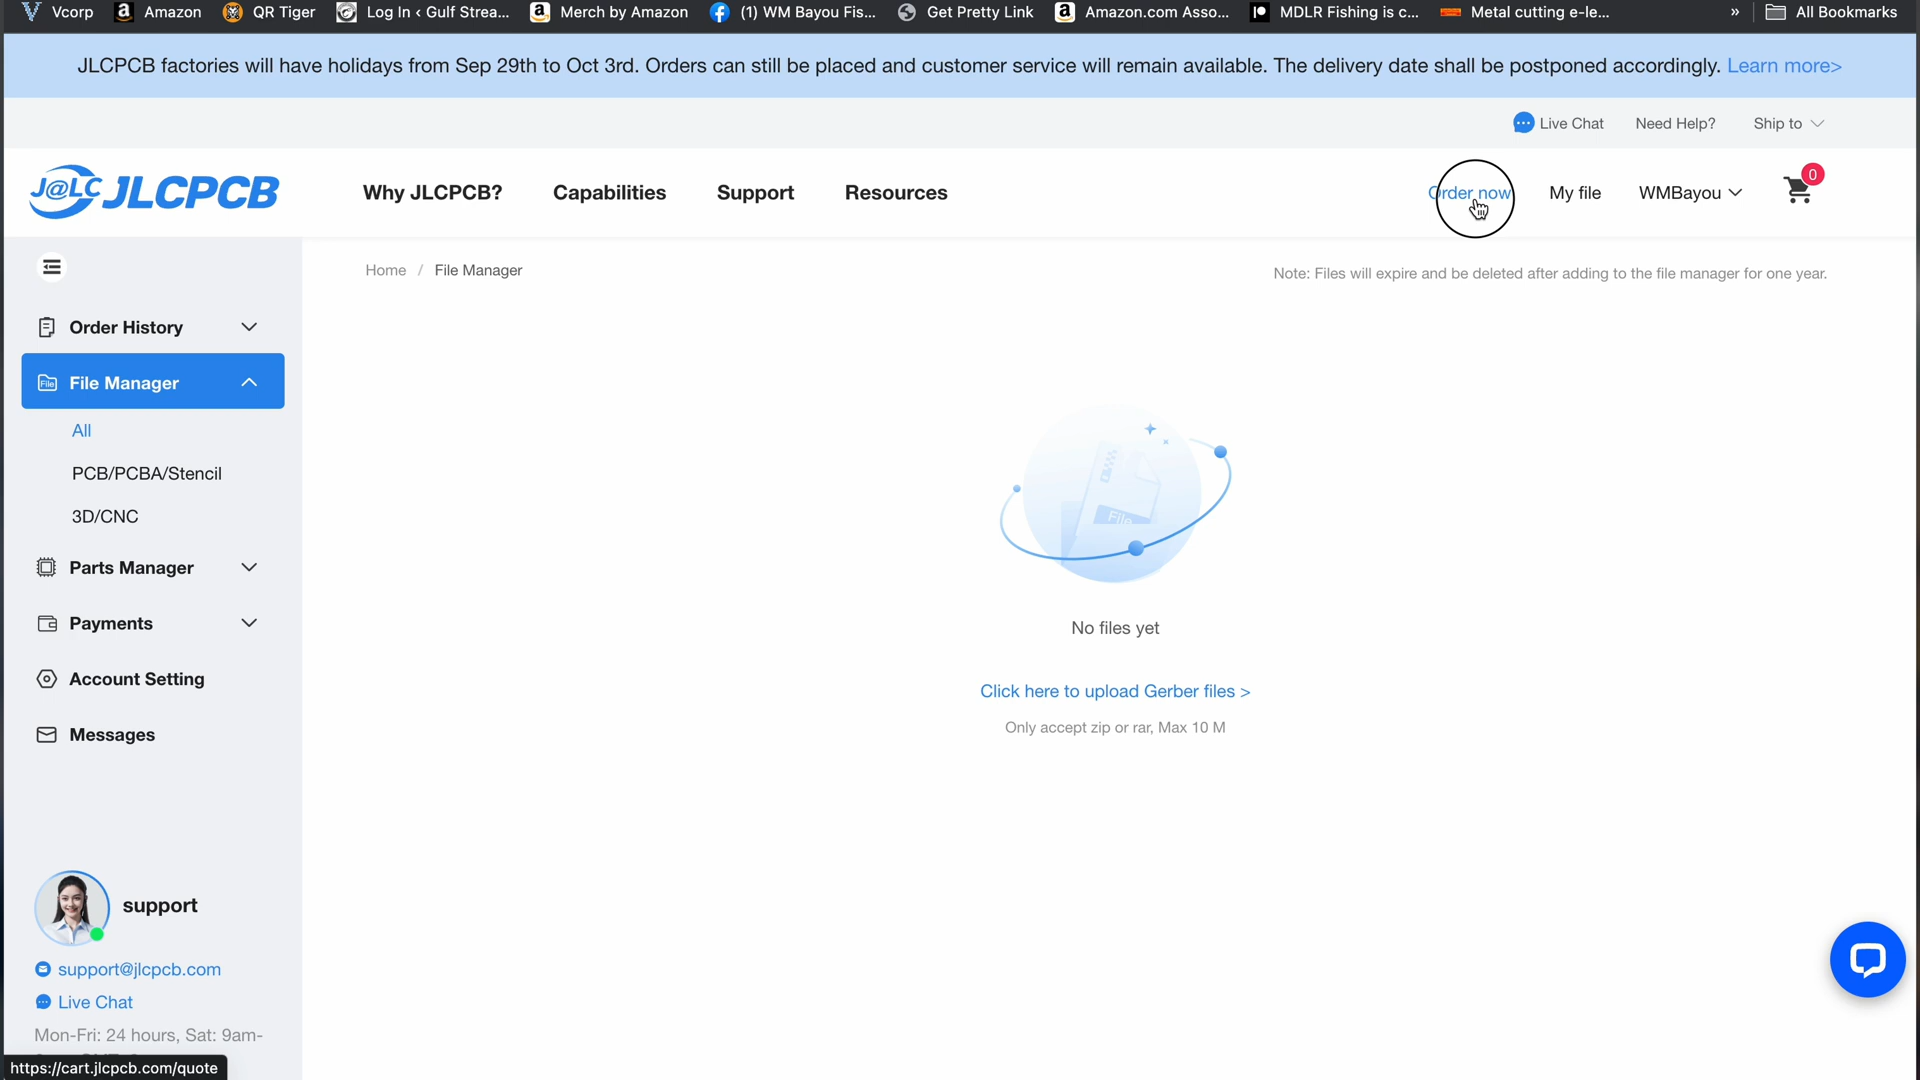 Vcorp Amazon QR Tiger Log In ‹ Gulf Strea... Merch by Amazon (1) WM Bayou Fis... Get Pretty Link Amazon.com Asso... MDLR Fishing is c... Metal cutting e-le... » All Bookmarks
JLCPCB factories will have holidays from Sep 29th to Oct 3rd. Orders can still be placed and customer service will remain available. The delivery date shall be postponed accordingly. Learn more>
Live Chat Need Help? Ship to
J@LC JLCPCB Why JLCPCB? Capabilities Support Resources Order now My file WMBayou 0
Home / File Manager Note: Files will expire and be deleted after adding to the file manager for one year.
Order History
File File Manager
All
PCB/PCBA/Stencil
3D/CNC
Parts Manager
Payments
Account Setting
Messages
File
No files yet
Click here to upload Gerber files >
Only accept zip or rar, Max 10 M
support
support@jlcpcb.com
Live Chat
Mon-Fri: 24 hours, Sat: 9am-
https://cart.jlcpcb.com/quote